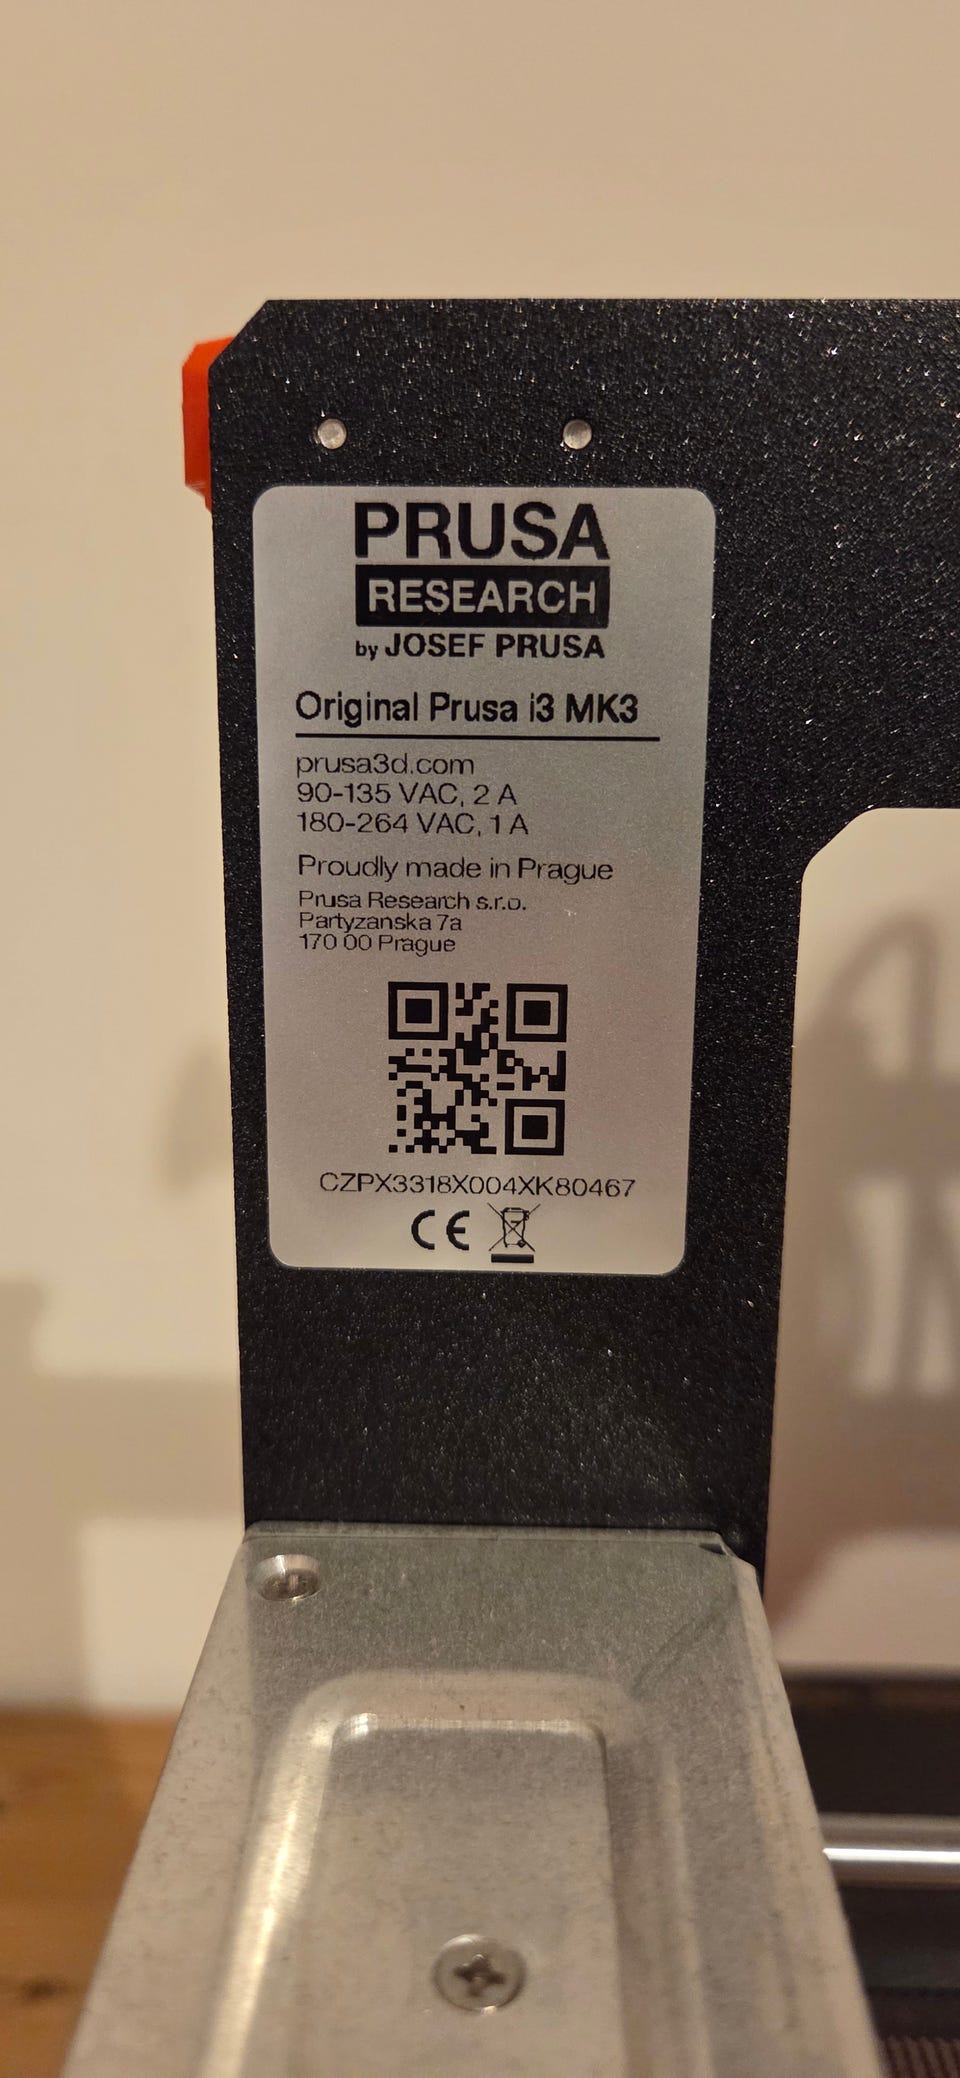 PRUSA
RESEARCH
by JOSEF PRUSA
Original Prusa i3 MK3
prusa3d.com
90-135 VAC, 2 A
180-264 VAC, 1 A
Proudly made in Prague
Prusa Research s.r.o.
Partyzanska 7a
170 00 Prague
CZPX3318X004XK80467
CE